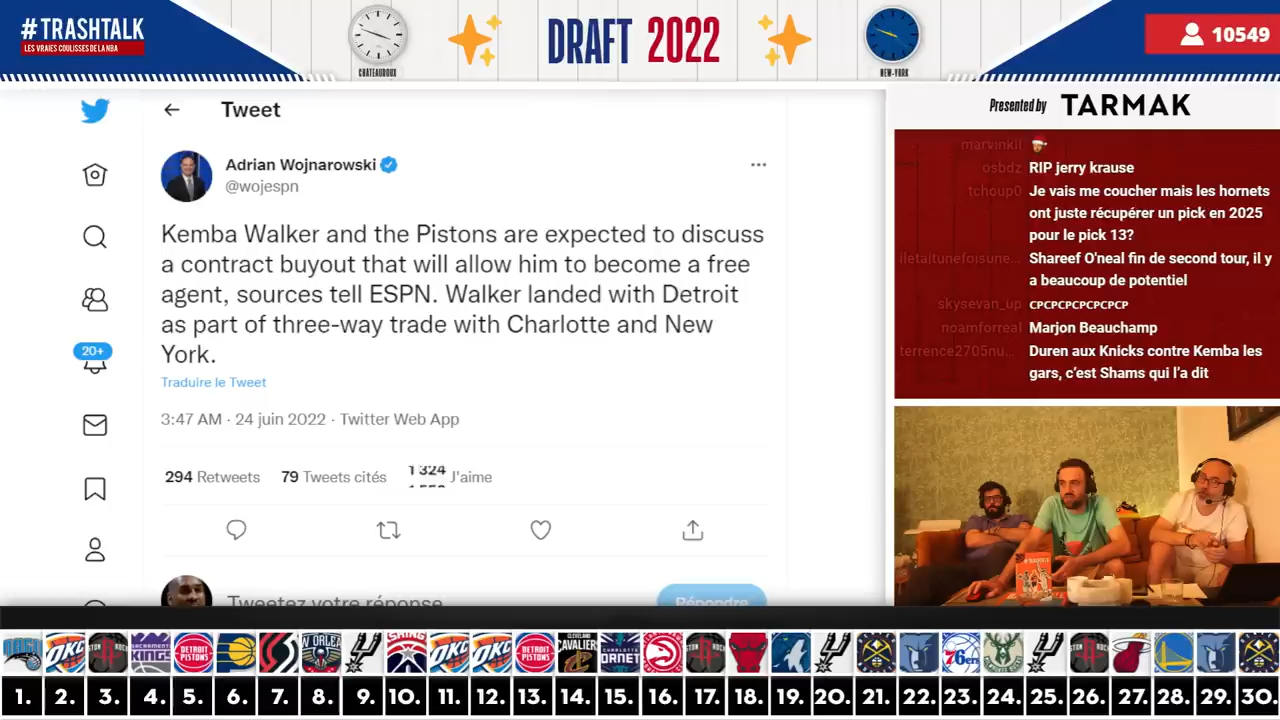 #TRASHTALK
LES VRAIES COULISSES DE LA NBA
CHÂTEAUROUX
DRAFT 2022
NEW-YORK
10549
Presented by TARMAK
Tweet
Adrian Wojnarowski
@wojespn
Kemba Walker and the Pistons are expected to discuss
a contract buyout that will allow him to become a free
agent, sources tell ESPN. Walker landed with Detroit
as part of three-way trade with Charlotte and New
York.
Traduire le Tweet
3:47 AM · 24 juin 2022 · Twitter Web App
294 Retweets 79 Tweets cités 1 324 J'aime
20+
Tweetez votre réponse
Répondre
marvinkil
osbdz RIP jerry krause
tchoup0 Je vais me coucher mais les hornets
ont juste récupérer un pick en 2025
pour le pick 13?
iletaitunefoisune... Shareef O'neal fin de second tour, il y
a beaucoup de potentiel
skysevan_up CPCPCPCPCPCPCP
noamforreal Marjon Beauchamp
terrence2705nu... Duren aux Knicks contre Kemba les
gars, c’est Shams qui l’a dit
1. 2. 3. 4. 5. 6. 7. 8. 9. 10. 11. 12. 13. 14. 15. 16. 17. 18. 19. 20. 21. 22. 23. 24. 25. 26. 27. 28. 29. 30.